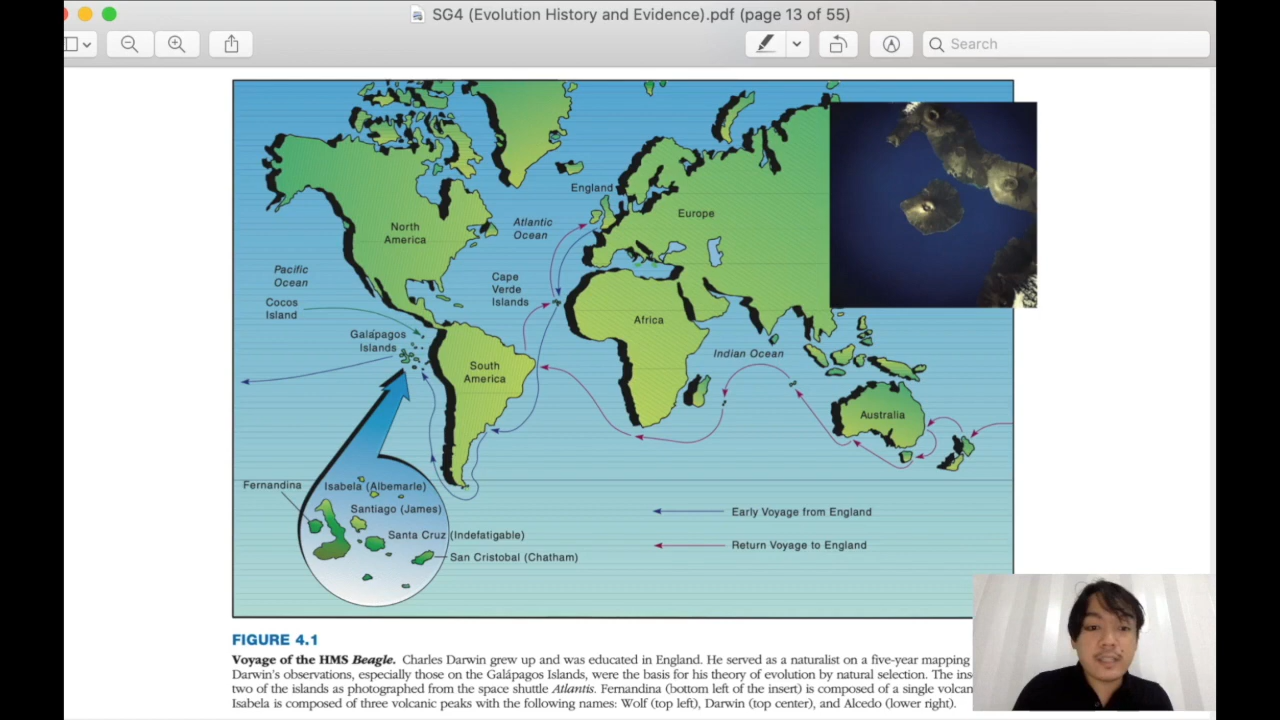 SG4 (Evolution History and Evidence).pdf (page 13 of 55)
Search
England
Europe
North
America
Atlantic
Ocean
Pacific
Ocean
Cape
Verde
Islands
Cocos
Island
Africa
Galápagos
Islands
Indian Ocean
South
America
Australia
Fernandina
Isabela (Albemarle)
Santiago (James)
Santa Cruz (Indefatigable)
San Cristobal (Chatham)
Early Voyage from England
Return Voyage to England
FIGURE 4.1
Voyage of the HMS Beagle. Charles Darwin grew up and was educated in England. He served as a naturalist on a five-year mapping
Darwin's observations, especially those on the Galápagos Islands, were the basis for his theory of evolution by natural selection. The ins
two of the islands as photographed from the space shuttle Atlantis. Fernandina (bottom left of the insert) is composed of a single volcan
Isabela is composed of three volcanic peaks with the following names: Wolf (top left), Darwin (top center), and Alcedo (lower right).